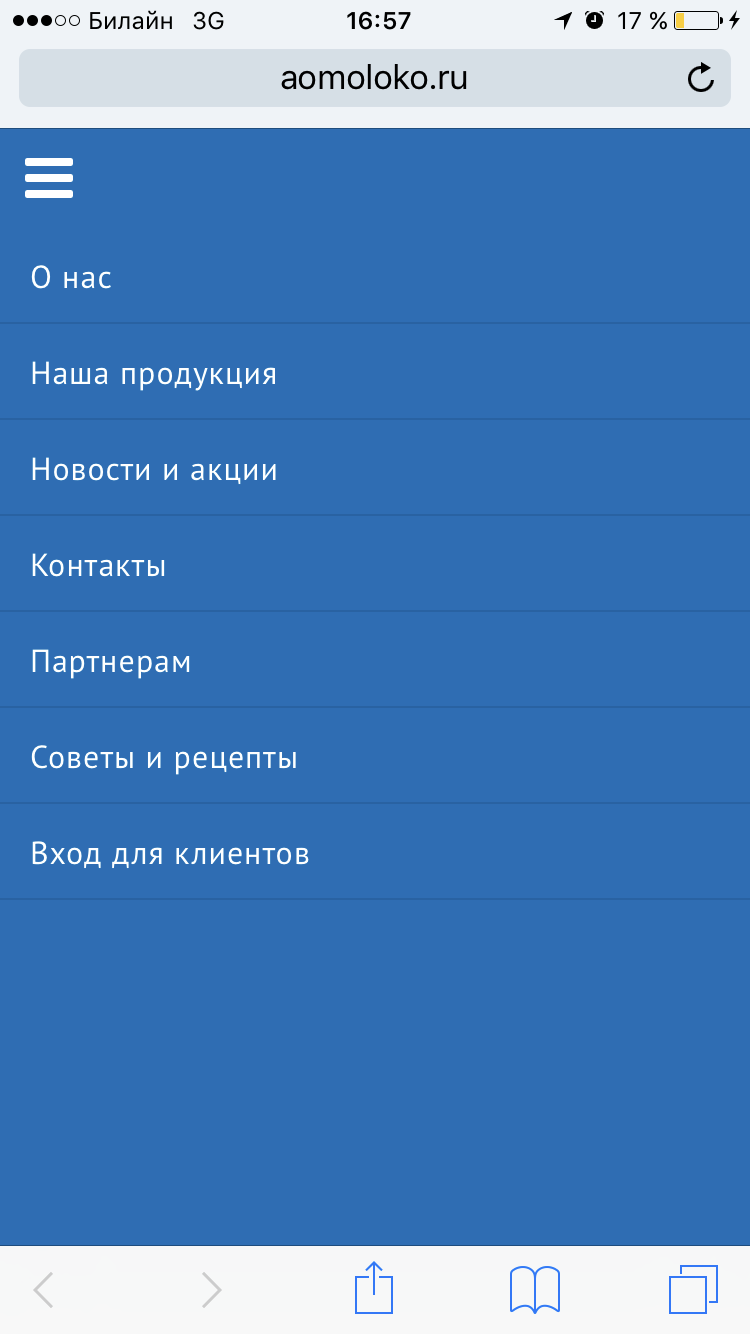 Билайн 3G 16:57 17 %
aomoloko.ru
О нас
Наша продукция
Новости и акции
Контакты
Партнерам
Советы и рецепты
Вход для клиентов